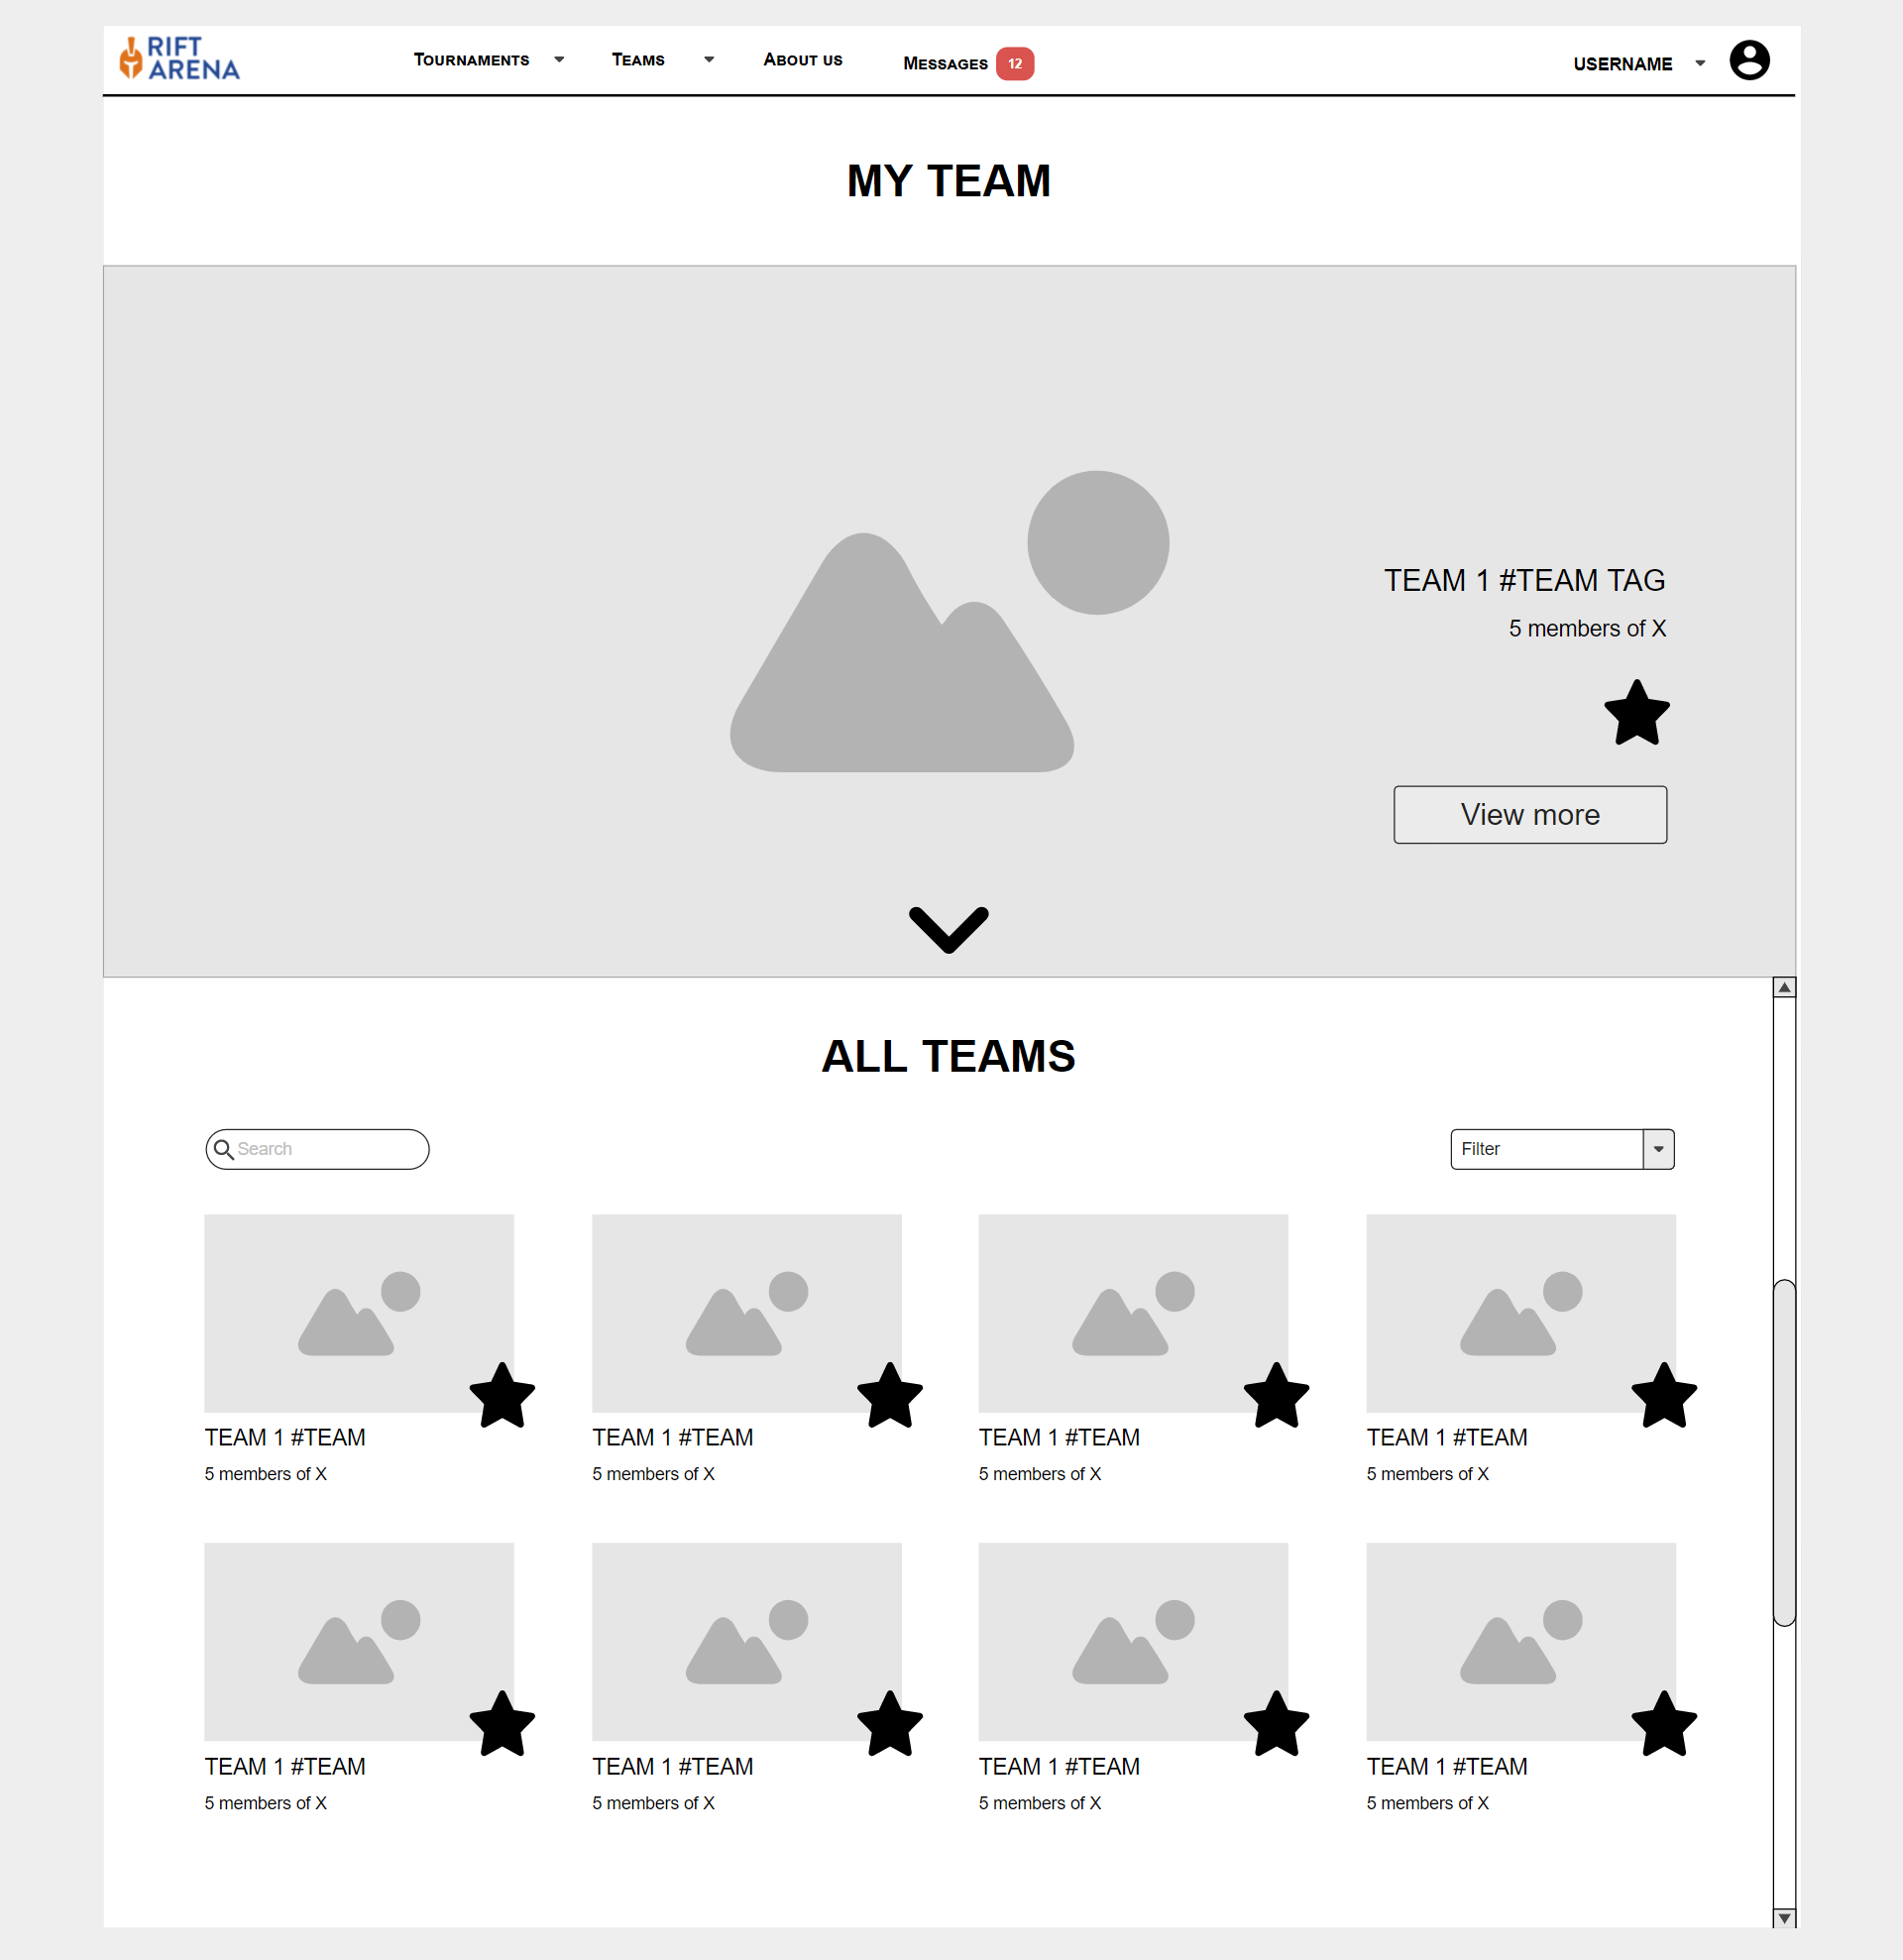 RIFT
ARENA
Tournaments
Teams
About us
Messages 12
USERNAME
MY TEAM
TEAM 1 #TEAM TAG
5 members of X
View more
ALL TEAMS
Search
Filter
TEAM 1 #TEAM
5 members of X
TEAM 1 #TEAM
5 members of X
TEAM 1 #TEAM
5 members of X
TEAM 1 #TEAM
5 members of X
TEAM 1 #TEAM
5 members of X
TEAM 1 #TEAM
5 members of X
TEAM 1 #TEAM
5 members of X
TEAM 1 #TEAM
5 members of X